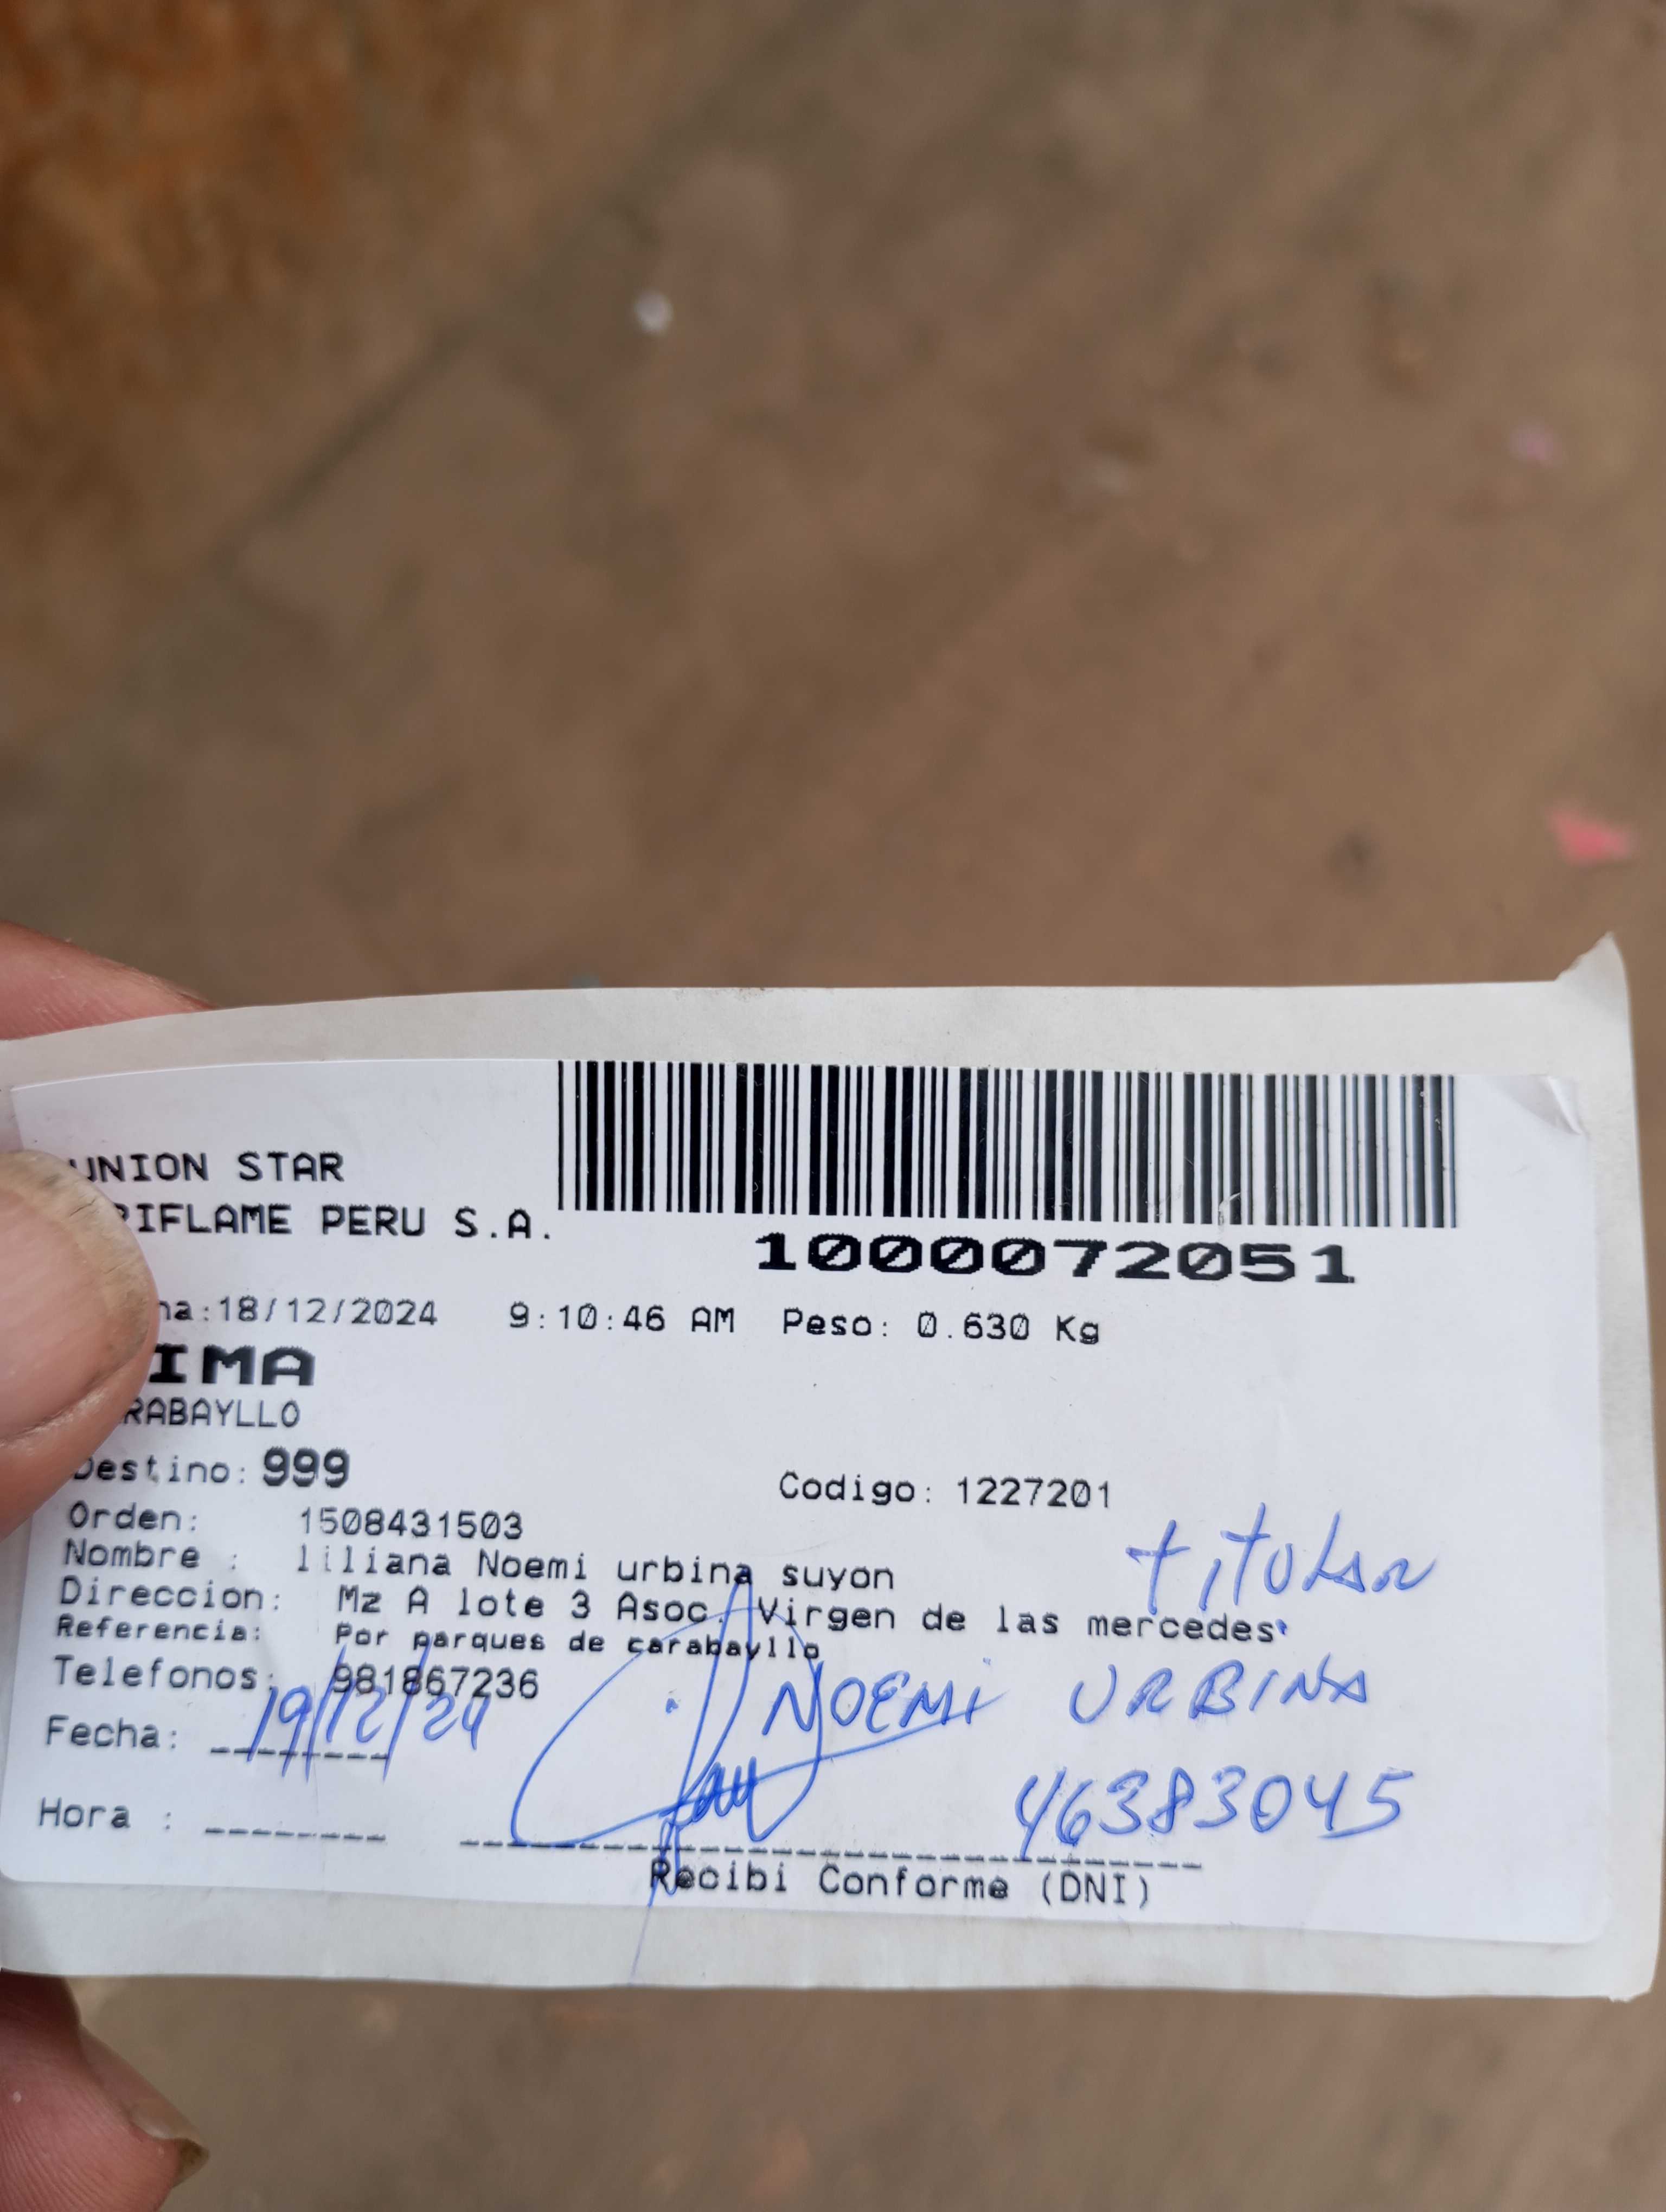 UNION STAR
RIFLAME PERU S.A.
1000072051
ha:18/12/2024 9:10:46 AM Peso: 0.630 Kg
IMA
RABAYLLO
Destino: 999
Codigo: 1227201
Orden: 1508431503
titular
Nombre : liliana Noemi urbina suyon
Direccion: Mz A lote 3 Asoc. Virgen de las mercedes
Referencia: Por parques de carabayllo
Telefonos: 981867236
NOEMI URBINA
Fecha: 19/12/24
46383045
Hora :
Recibi Conforme (DNI)